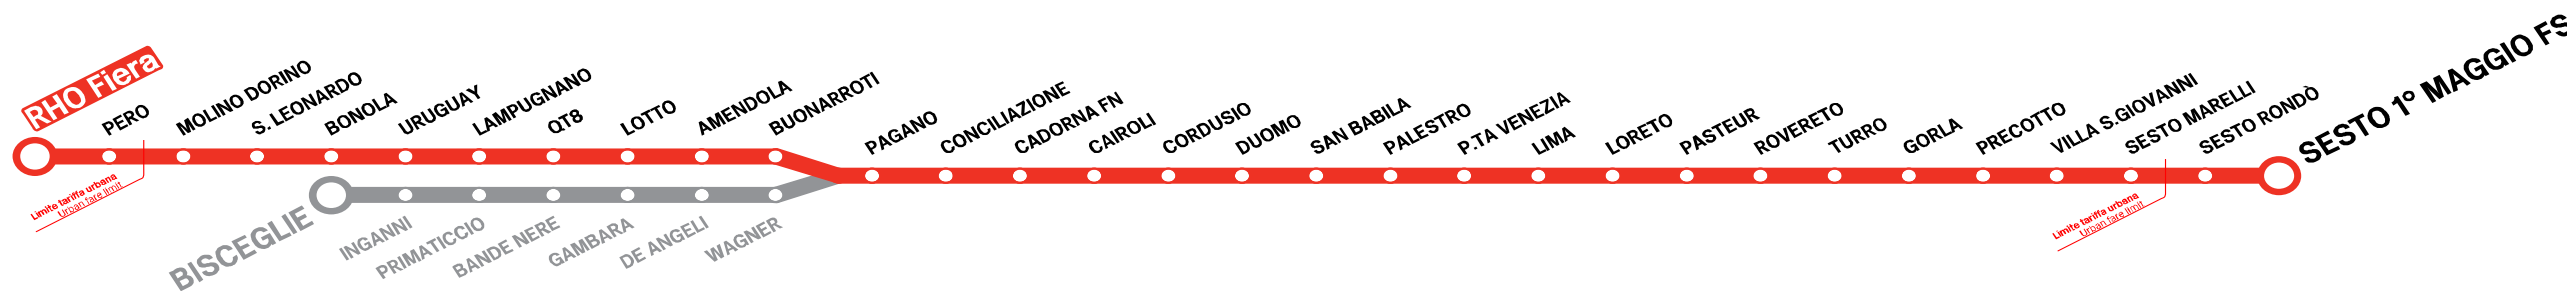 RHO Fiera
PERO
MOLINO DORINO
S. LEONARDO
BONOLA
URUGUAY
LAMPUGNANO
QT8
LOTTO
AMENDOLA
BUONARROTI
PAGANO
CONCILIAZIONE
CADORNA FN
CAIROLI
CORDUSIO
DUOMO
SAN BABILA
PALESTRO
P.TA VENEZIA
LIMA
LORETO
PASTEUR
ROVERETO
TURRO
GORLA
PRECOTTO
VILLA S.GIOVANNI
SESTO MARELLI
SESTO RONDÒ
SESTO 1° MAGGIO FS
Limite tariffa urbana
Urban fare limit
BISCEGLIE
INGANNI
PRIMATICCIO
BANDE NERE
GAMBARA
DE ANGELI
WAGNER
Limite tariffa urbana
Urban fare limit